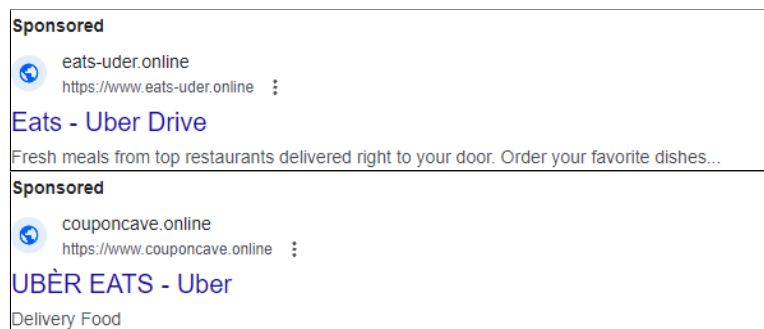 Sponsored
eats-uder.online
https://www.eats-uder.online
Eats - Uber Drive
Fresh meals from top restaurants delivered right to your door. Order your favorite dishes...
Sponsored
couponcave.online
https://www.couponcave.online
UBÈR EATS - Uber
Delivery Food